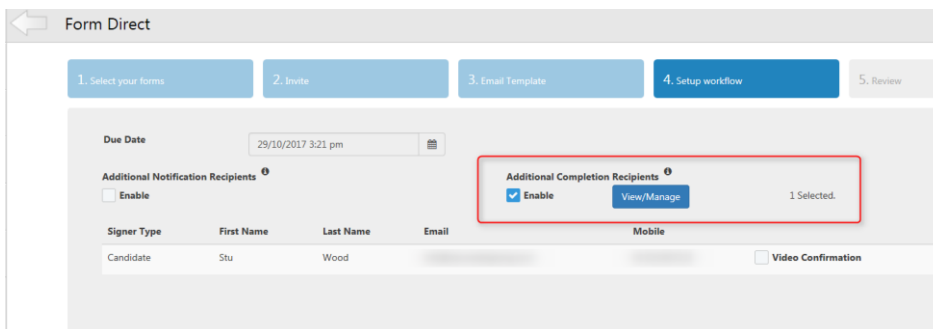 Form Direct
1. Select your forms
2. Invite
3. Email Template
4. Setup workflow
5. Review
Due Date
29/10/2017 3:21 pm
Additional Notification Recipients
Enable
Additional Completion Recipients
Enable
View/Manage
1 Selected.
Signer Type First Name Last Name Email Mobile
Candidate Stu Wood Video Confirmation